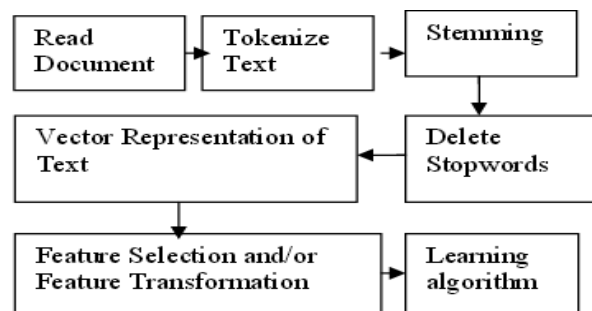 Read
Document
Tokenize
Text
Stemming
Vector Representation of
Text
Delete
Stopwords
Feature Selection and/or
Feature Transformation
Learning
algorithm